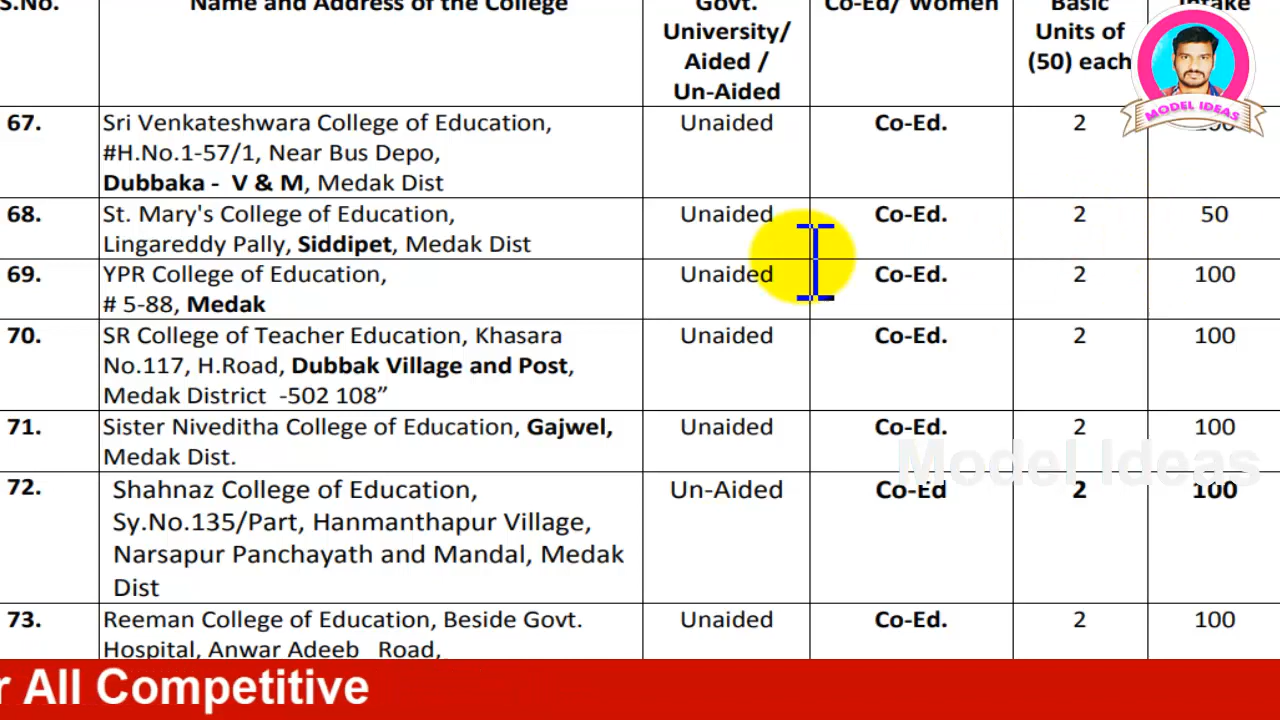 S.No. Name and Address of the College Govt. Co-Ed/ Women Basic Intake
University/ Units of
Aided / (50) each
Un-Aided
67. Sri Venkateshwara College of Education, Unaided Co-Ed. 2
#H.No.1-57/1, Near Bus Depo,
Dubbaka - V & M, Medak Dist
68. St. Mary's College of Education, Unaided Co-Ed. 2 50
Lingareddy Pally, Siddipet, Medak Dist
69. YPR College of Education, Unaided Co-Ed. 2 100
# 5-88, Medak
70. SR College of Teacher Education, Khasara Unaided Co-Ed. 2 100
No.117, H.Road, Dubbak Village and Post,
Medak District -502 108”
71. Sister Niveditha College of Education, Gajwel, Unaided Co-Ed. 2 100
Medak Dist.
72. Shahnaz College of Education, Un-Aided Co-Ed 2 100
Sy.No.135/Part, Hanmanthapur Village,
Narsapur Panchayath and Mandal, Medak
Dist
73. Reeman College of Education, Beside Govt. Unaided Co-Ed. 2 100
Hospital, Anwar Adeeb Road,
MODEL IDEAS
Model Ideas
r All Competitive